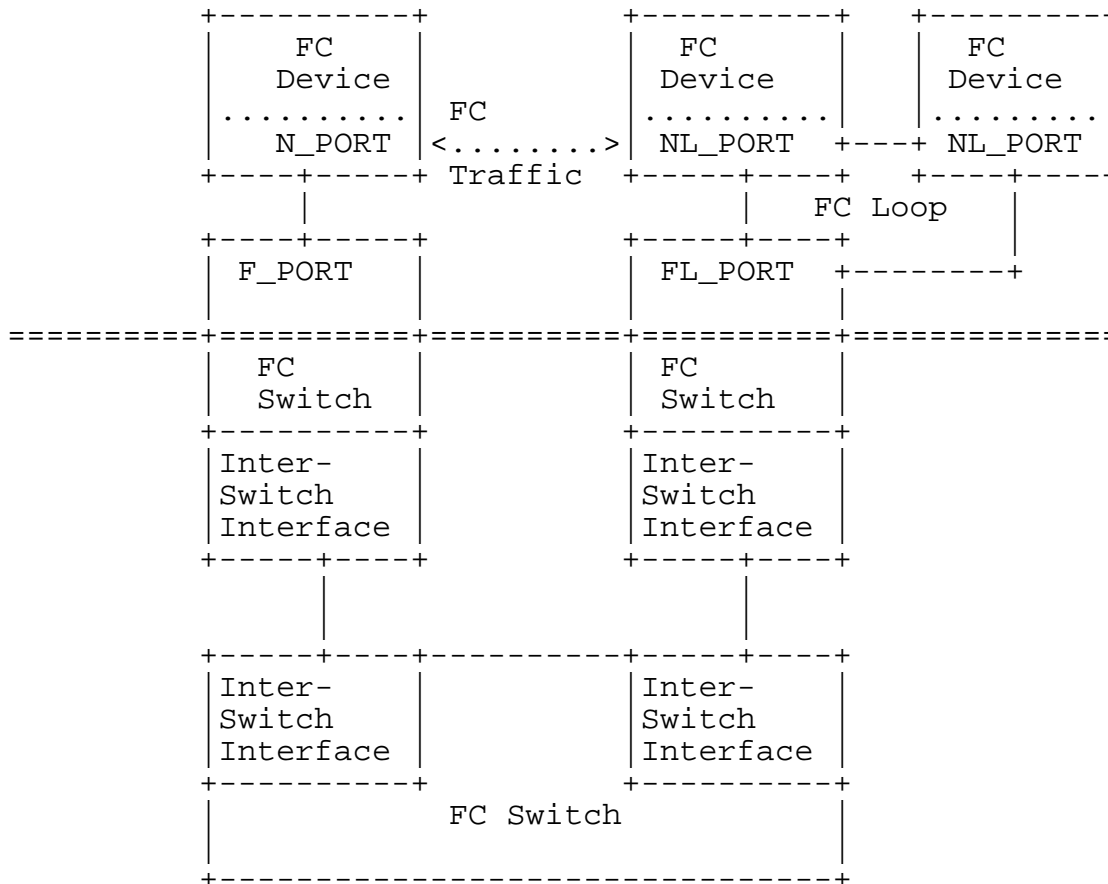 FC FC FC
Device Device Device
.......... FC .......... .........
N_PORT <........> NL_PORT NL_PORT
Traffic
FC Loop
F_PORT FL_PORT
FC FC
Switch Switch
Inter- Inter-
Switch Switch
Interface Interface
Inter- Inter-
Switch Switch
Interface Interface
FC Switch